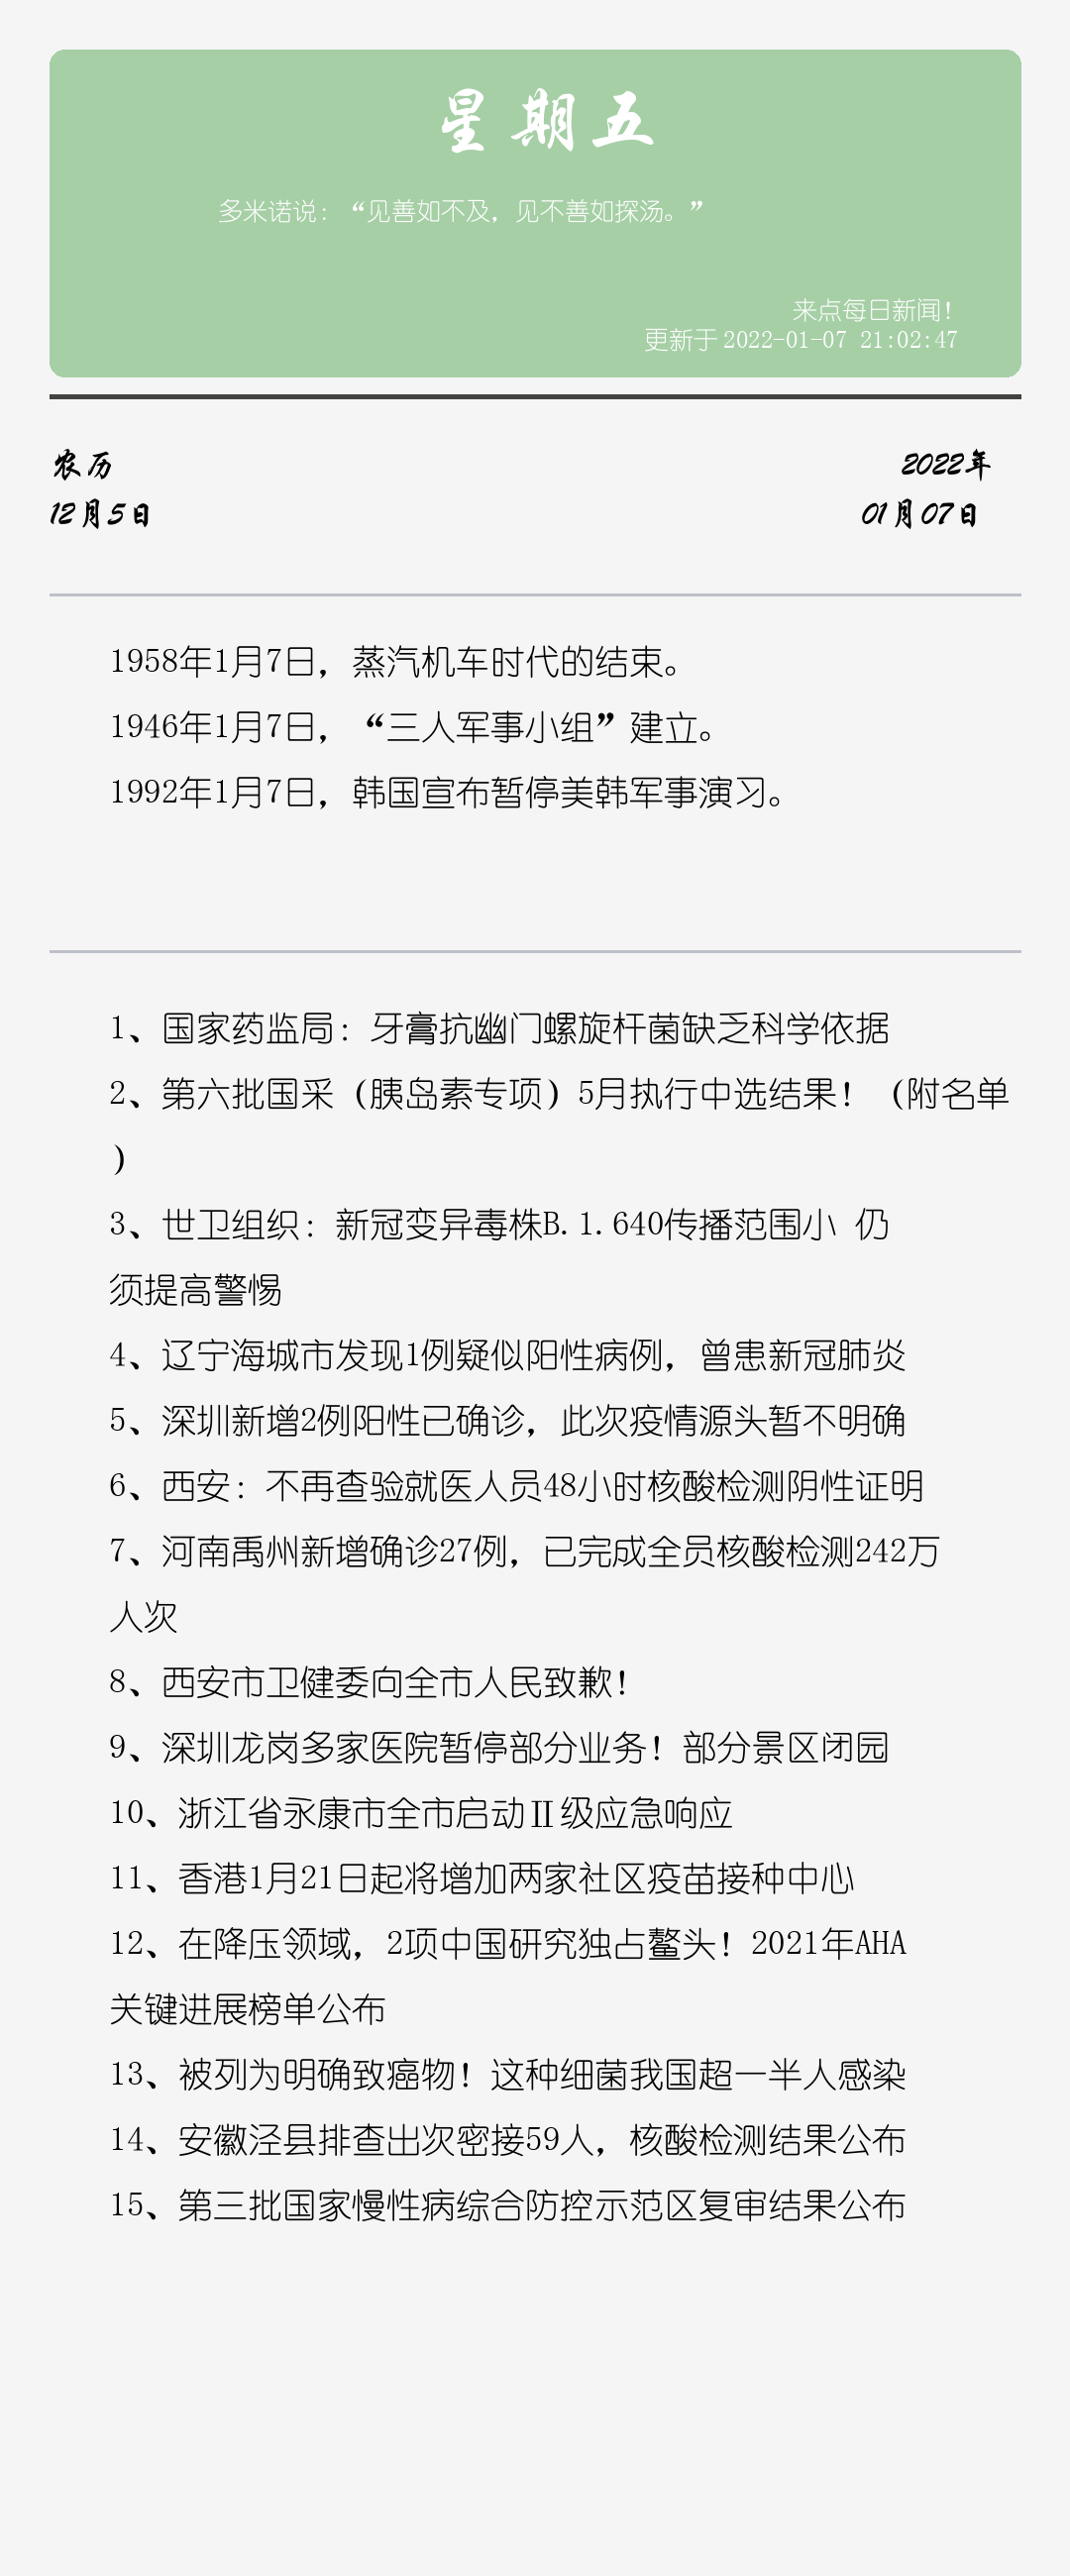 星期五
多米诺说：“见善如不及，见不善如探汤。”
来点每日新闻！
更新于 2022-01-07 21:02:47
农历
2022年
12月5日
01月07日
1958年1月7日，蒸汽机车时代的结束。
1946年1月7日，“三人军事小组”建立。
1992年1月7日，韩国宣布暂停美韩军事演习。
1、国家药监局：牙膏抗幽门螺旋杆菌缺乏科学依据
2、第六批国采（胰岛素专项）5月执行中选结果！（附名单
）
3、世卫组织：新冠变异毒株B.1.640传播范围小 仍
须提高警惕
4、辽宁海城市发现1例疑似阳性病例，曾患新冠肺炎
5、深圳新增2例阳性已确诊，此次疫情源头暂不明确
6、西安：不再查验就医人员48小时核酸检测阴性证明
7、河南禹州新增确诊27例，已完成全员核酸检测242万
人次
8、西安市卫健委向全市人民致歉！
9、深圳龙岗多家医院暂停部分业务！部分景区闭园
10、浙江省永康市全市启动Ⅱ级应急响应
11、香港1月21日起将增加两家社区疫苗接种中心
12、在降压领域，2项中国研究独占鳌头！2021年AHA
关键进展榜单公布
13、被列为明确致癌物！这种细菌我国超一半人感染
14、安徽泾县排查出次密接59人，核酸检测结果公布
15、第三批国家慢性病综合防控示范区复审结果公布